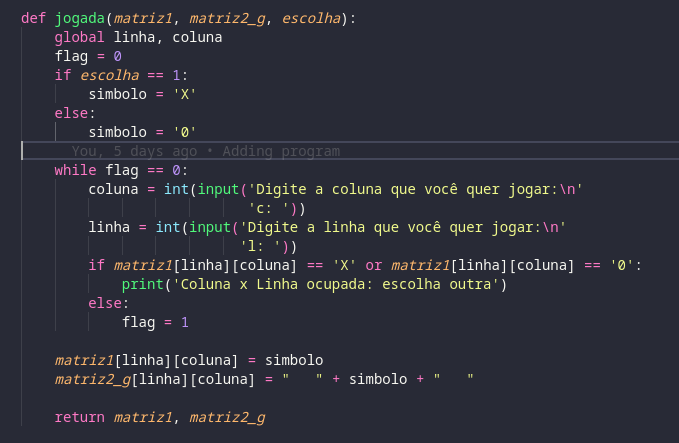 def jogada(matriz1, matriz2_g, escolha):
    global linha, coluna
    flag = 0
    if escolha == 1:
        simbolo = 'X'
    else:
        simbolo = '0'
      You, 5 days ago • Adding program
    while flag == 0:
        coluna = int(input('Digite a coluna que você quer jogar:\n'
                           'c: '))
        linha = int(input('Digite a linha que você quer jogar:\n'
                          'l: '))
        if matriz1[linha][coluna] == 'X' or matriz1[linha][coluna] == '0':
            print('Coluna x Linha ocupada: escolha outra')
        else:
            flag = 1
    matriz1[linha][coluna] = simbolo
    matriz2_g[linha][coluna] = "   " + simbolo + "   "
    return matriz1, matriz2_g